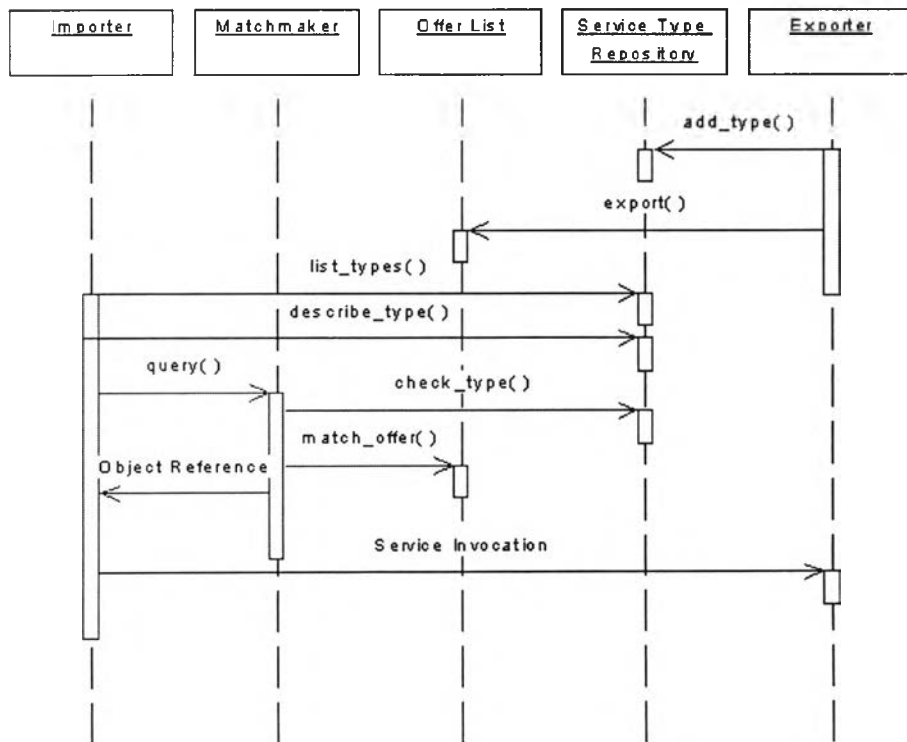 Importer
Matchmaker
Offer List
Service Type
Repository
Exporter
add_type()
export()
list_types()
describe_type()
query()
check_type()
match_offer()
Object Reference
Service Invocation